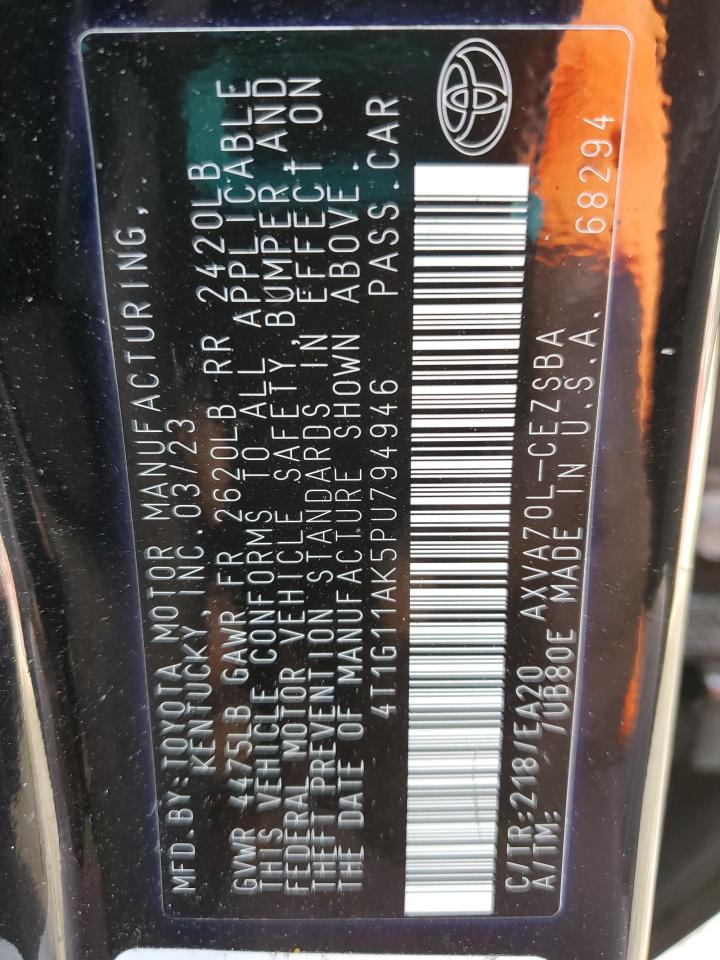 MFD.BY:TOYOTA MOTOR MANUFACTURING,
KENTUCKY, INC.03/23
GVWR 4475LB GAWR FR 2620LB RR 2420LB
THIS VEHICLE CONFORMS TO ALL APPLICABLE
FEDERAL MOTOR VEHICLE SAFETY,BUMPER,AND
THEFT PREVENTION STANDARDS IN EFFECT ON
THE DATE OF MANUFACTURE SHOWN ABOVE.
4T1G11AK5PU794946 PASS.CAR
C/TR:218/EA20 AXVA70L-CEZSBA
A/TM: /UB80E MADE IN U.S.A. 68294